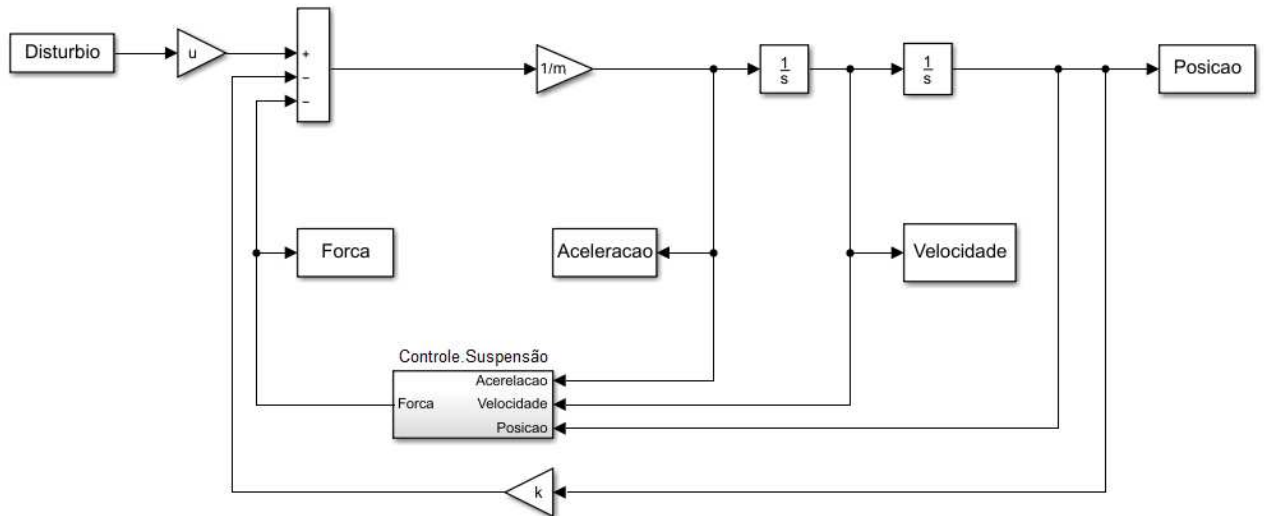 Disturbio
u
+
−
−
1/m
1
s
1
s
Posicao
Forca
Aceleracao
Velocidade
Controle.Suspensão
Acerelacao
Forca
Velocidade
Posicao
k